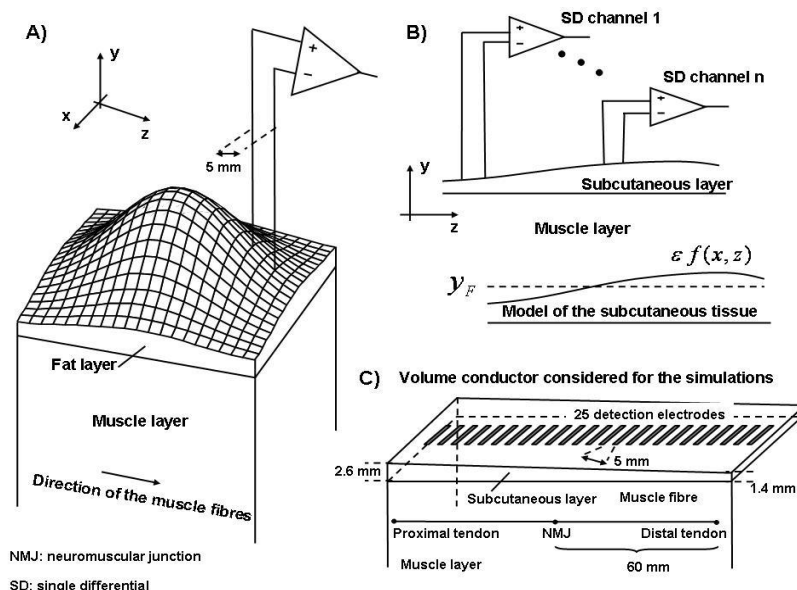 A)
y
x
z
+
−
5 mm
Fat layer
Muscle layer
Direction of the muscle fibres
NMJ: neuromuscular junction
SD: single differential
B)
SD channel 1
+
−
SD channel n
+
−
y
z
Subcutaneous layer
Muscle layer
ε f(x, z)
y_F
Model of the subcutaneous tissue
C) Volume conductor considered for the simulations
25 detection electrodes
5 mm
2.6 mm
1.4 mm
Subcutaneous layer
Muscle fibre
Proximal tendon
NMJ
Distal tendon
60 mm
Muscle layer